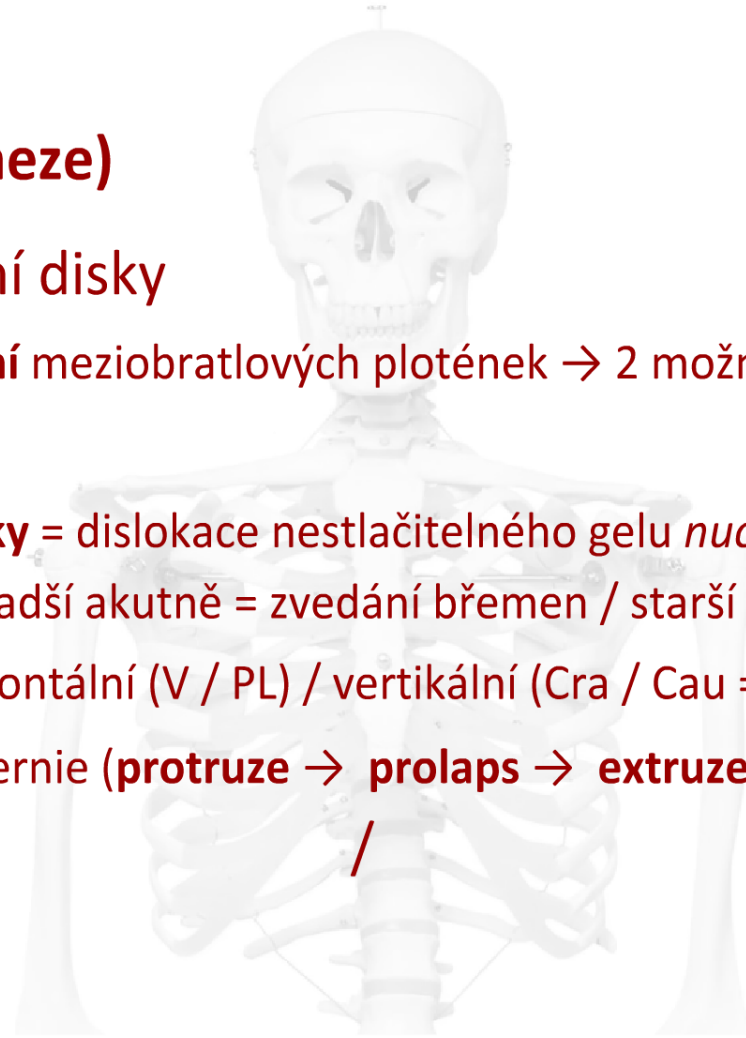 neze)
ní disky
ní meziobratlových plotének → 2 možn
ky = dislokace nestlačitelného gelu nuc
adší akutně = zvedání břemen / starší
ontální (V / PL) / vertikální (Cra / Cau =
ernie (protruze → prolaps → extruze
/